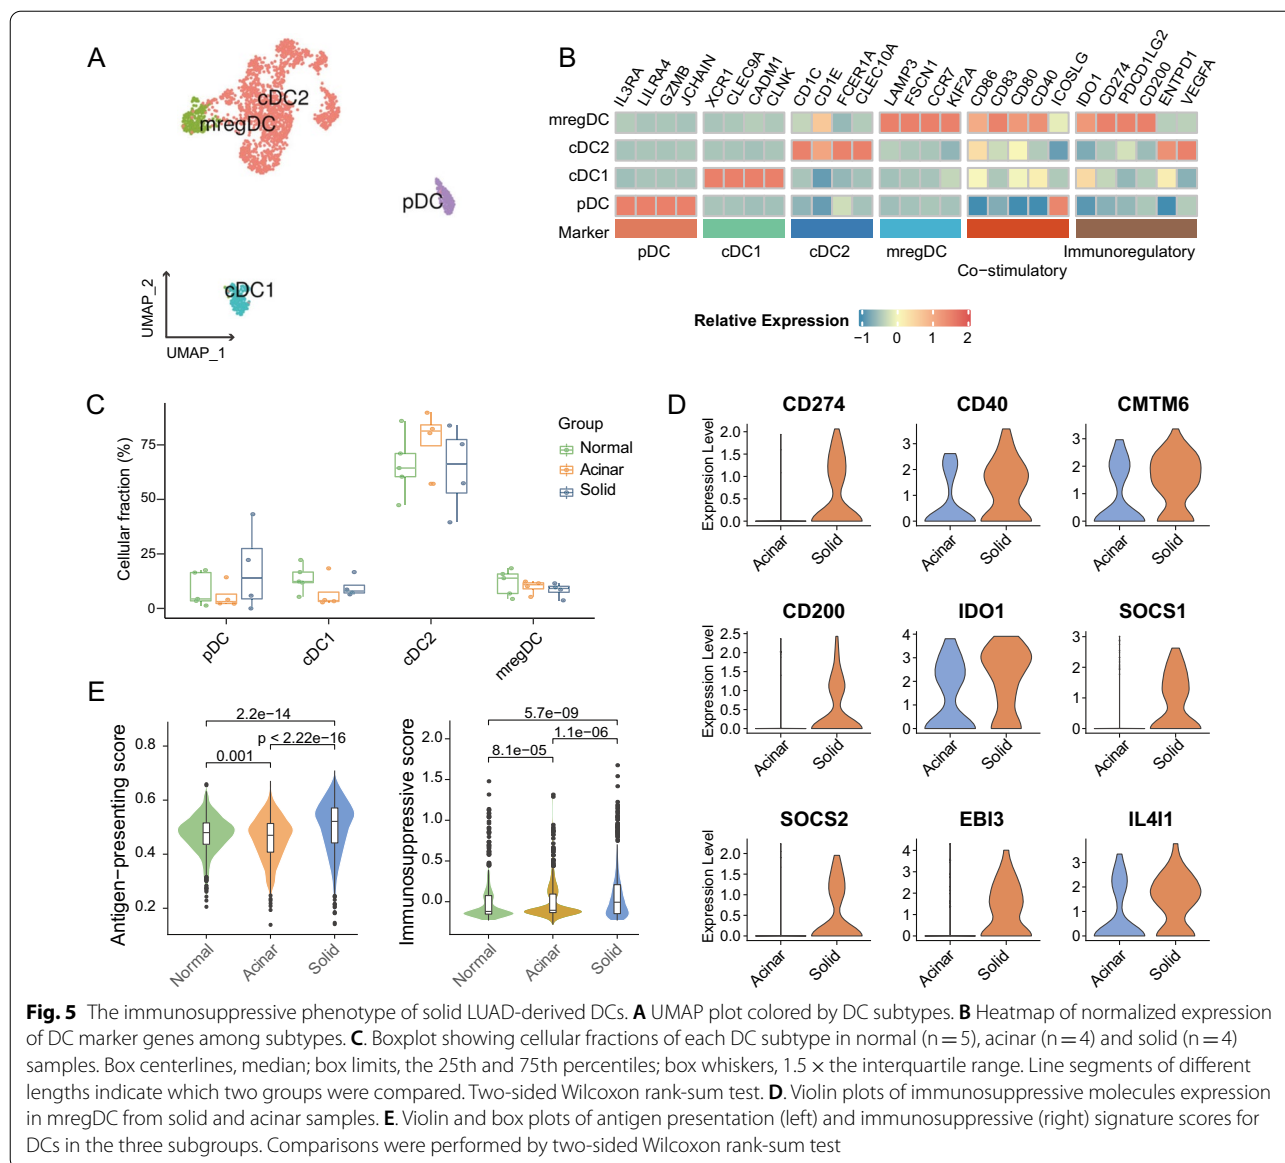 A
cDC2
mregDC
pDC
cDC1
UMAP_2
UMAP_1
B
IL3RA LILRA4 GZMB JCHAIN XCR1 CLEC9A CADM1 CLNK CD1C CD1E FCER1A CLEC10A LAMP3 FSCN1 CCR7 KIF2A CD86 CD83 CD80 CD40 ICOSLG IDO1 CD274 PDCD1LG2 CD200 ENTPD1 VEGFA
mregDC
cDC2
cDC1
pDC
Marker
pDC cDC1 cDC2 mregDC Co−stimulatory Immunoregulatory
Relative Expression
−1 0 1 2
C
Cellular fraction (%)
75
50
25
0
pDC cDC1 cDC2 mregDC
Group
Normal
Acinar
Solid
D
CD274 CD40 CMTM6
Expression Level
2.0
1.5
1.0
0.5
0.0
3
2
1
0
3
2
1
0
Acinar Solid Acinar Solid Acinar Solid
CD200 IDO1 SOCS1
Expression Level
2.5
2.0
1.5
1.0
0.5
0.0
4
3
2
1
0
3
2
1
0
Acinar Solid Acinar Solid Acinar Solid
SOCS2 EBI3 IL4I1
Expression Level
2.0
1.5
1.0
0.5
0.0
4
3
2
1
0
3
2
1
0
Acinar Solid Acinar Solid Acinar Solid
E
Antigen−presenting score
0.8
0.6
0.4
0.2
2.2e−14
p < 2.22e−16
0.001
Normal Acinar Solid
Immunosuppressive score
2.0
1.5
1.0
0.5
0.0
5.7e−09
1.1e−06
8.1e−05
Normal Acinar Solid
Fig. 5 The immunosuppressive phenotype of solid LUAD-derived DCs. A UMAP plot colored by DC subtypes. B Heatmap of normalized expression
of DC marker genes among subtypes. C. Boxplot showing cellular fractions of each DC subtype in normal (n = 5), acinar (n = 4) and solid (n = 4)
samples. Box centerlines, median; box limits, the 25th and 75th percentiles; box whiskers, 1.5 × the interquartile range. Line segments of different
lengths indicate which two groups were compared. Two-sided Wilcoxon rank-sum test. D. Violin plots of immunosuppressive molecules expression
in mregDC from solid and acinar samples. E. Violin and box plots of antigen presentation (left) and immunosuppressive (right) signature scores for
DCs in the three subgroups. Comparisons were performed by two-sided Wilcoxon rank-sum test